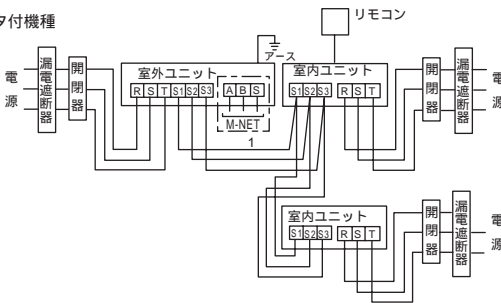 タ付機種
リモコン
アース
電源
漏電遮断器
開閉器
室外ユニット
R S T S1 S2 S3
A B S
M-NET
1
室内ユニット
S1 S2 S3
R S T
開閉器
漏電遮断器
電源
室内ユニット
S1 S2 S3
R S T
開閉器
漏電遮断器
電源